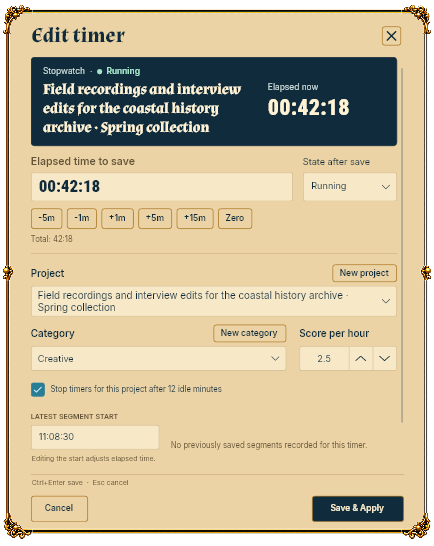 Edit timer
Stopwatch · ● Running
Field recordings and interview
edits for the coastal history
archive · Spring collection
Elapsed now
00:42:18
Elapsed time to save
State after save
00:42:18
Running
-5m -1m +1m +5m +15m Zero
Total: 42:18
Project
New project
Field recordings and interview edits for the coastal history archive ·
Spring collection
Category
New category
Score per hour
Creative
2.5
Stop timers for this project after 12 idle minutes
LATEST SEGMENT START
11:08:30
No previously saved segments recorded for this timer.
Editing the start adjusts elapsed time.
Ctrl+Enter save · Esc cancel
Cancel
Save & Apply